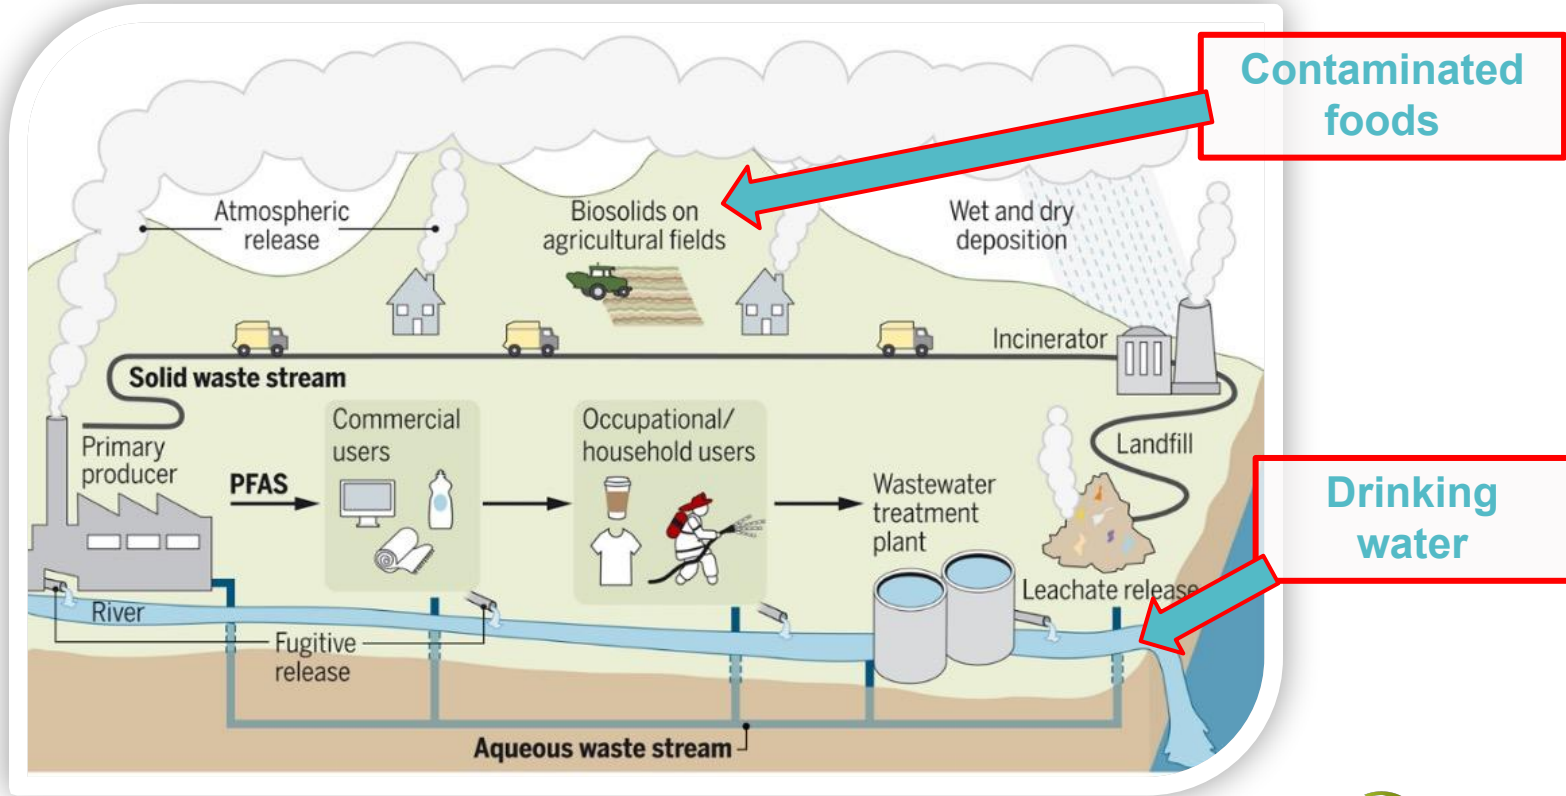 Contaminated
foods
Atmospheric
release
Biosolids on
agricultural fields
Wet and dry
deposition
Incinerator
Solid waste stream
Commercial
users
Occupational/
household users
Landfill
Primary
producer
PFAS
Wastewater
treatment
plant
Drinking
water
Leachate release
River
Fugitive
release
Aqueous waste stream